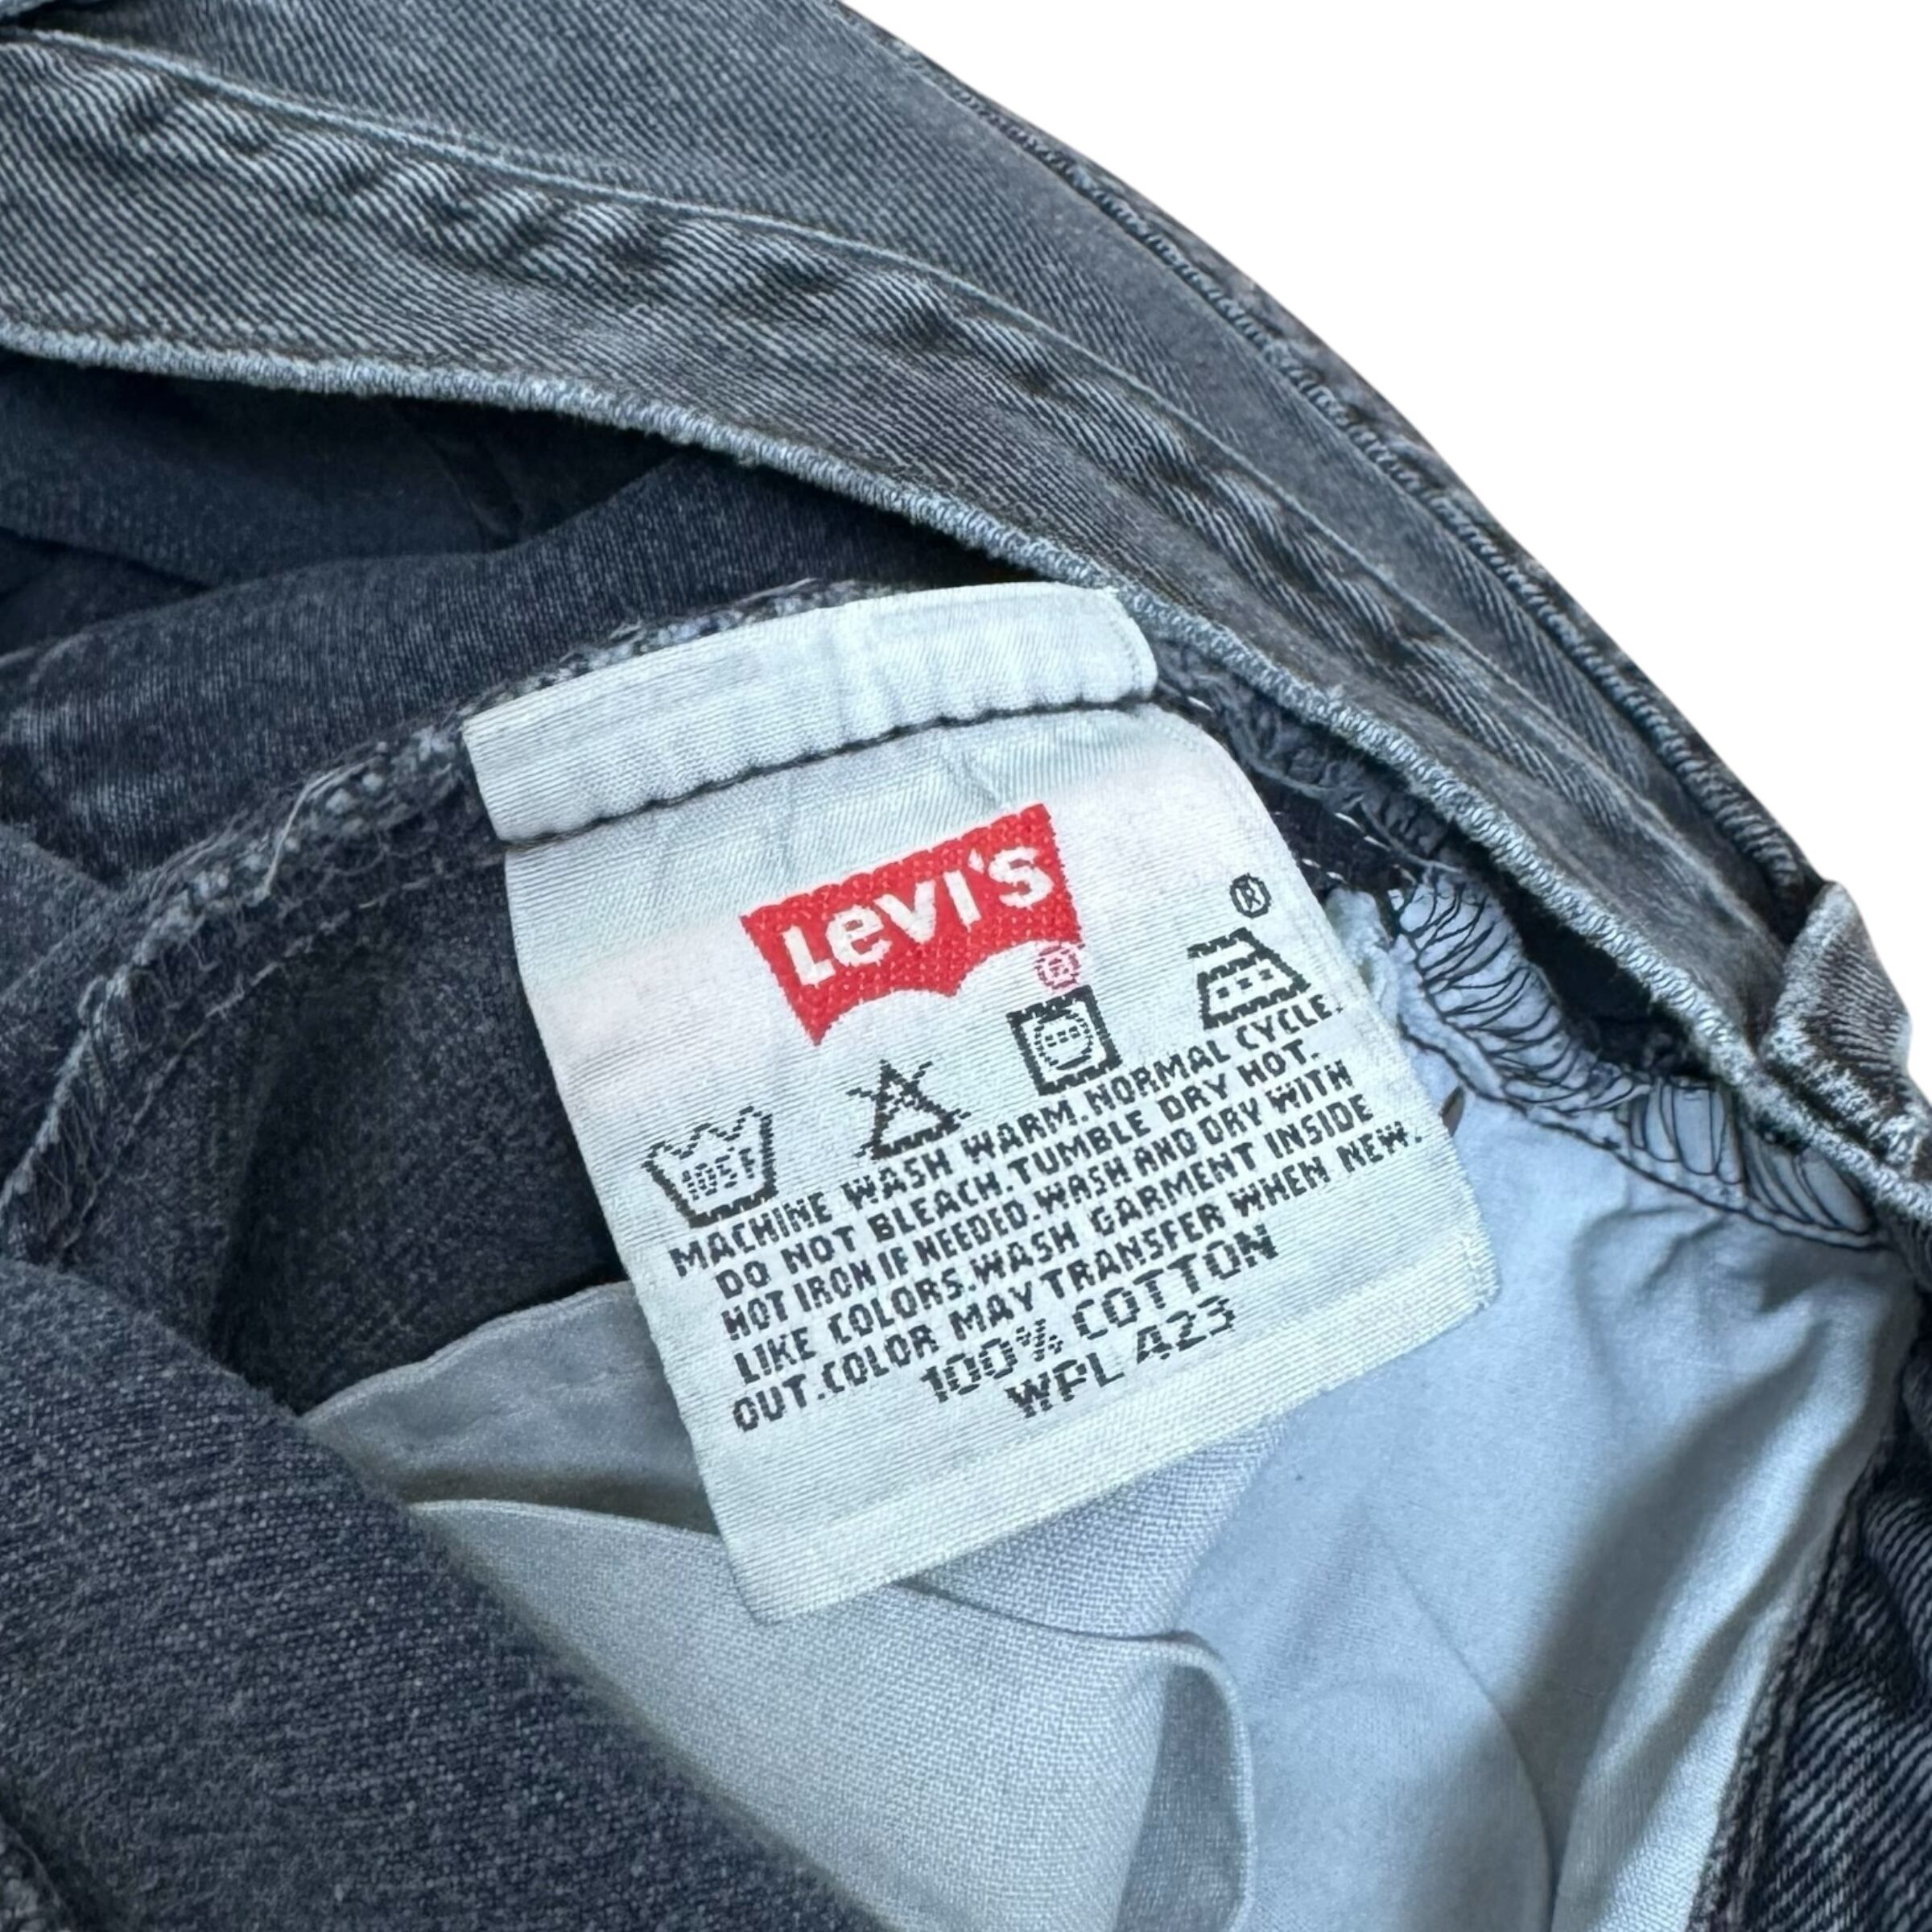 Levi's
®
®
105F
MACHINE WASH WARM.NORMAL CYCLE.
DO NOT BLEACH.TUMBLE DRY HOT.
HOT IRON IF NEEDED.WASH AND DRY WITH
LIKE COLORS.WASH GARMENT INSIDE
OUT.COLOR MAY TRANSFER WHEN NEW.
100% COTTON
WPL 423